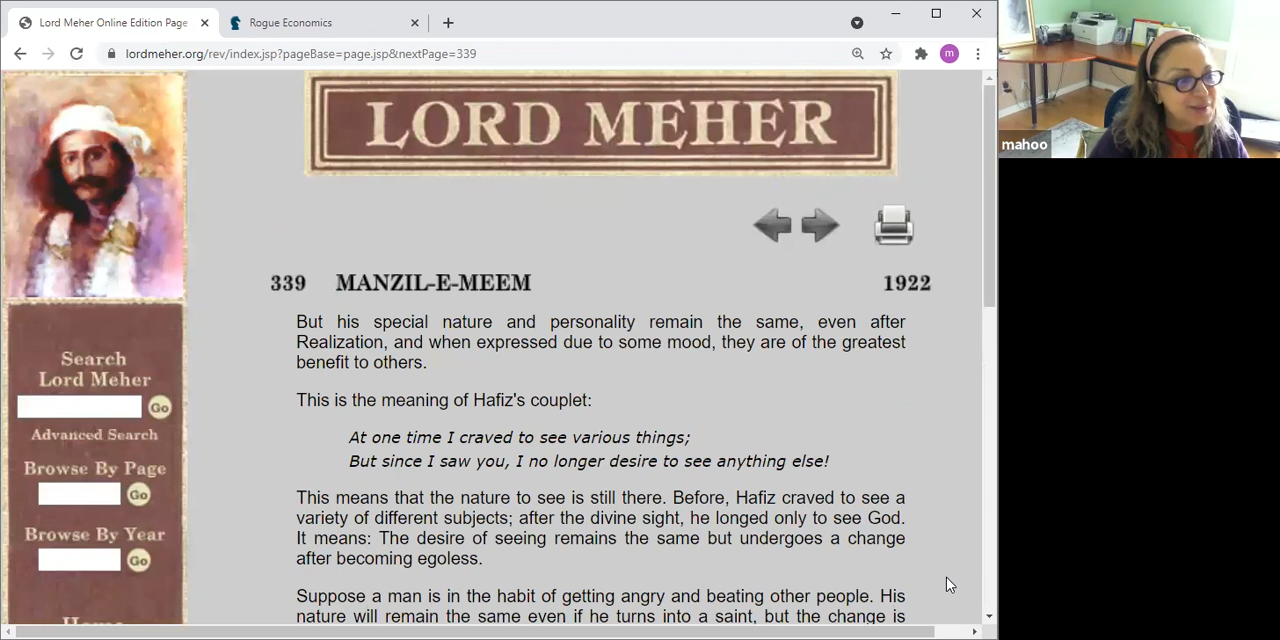 Lord Meher Online Edition Page
Rogue Economics
lordmeher.org/rev/index.jsp?pageBase=page.jsp&nextPage=339
m
LORD MEHER
mahoo
339 MANZIL-E-MEEM 1922
But his special nature and personality remain the same, even after
Realization, and when expressed due to some mood, they are of the greatest
benefit to others.
This is the meaning of Hafiz's couplet:
At one time I craved to see various things;
But since I saw you, I no longer desire to see anything else!
This means that the nature to see is still there. Before, Hafiz craved to see a
variety of different subjects; after the divine sight, he longed only to see God.
It means: The desire of seeing remains the same but undergoes a change
after becoming egoless.
Suppose a man is in the habit of getting angry and beating other people. His
nature will remain the same even if he turns into a saint, but the change is
Search
Lord Meher
Go
Advanced Search
Browse By Page
Go
Browse By Year
Go
Home